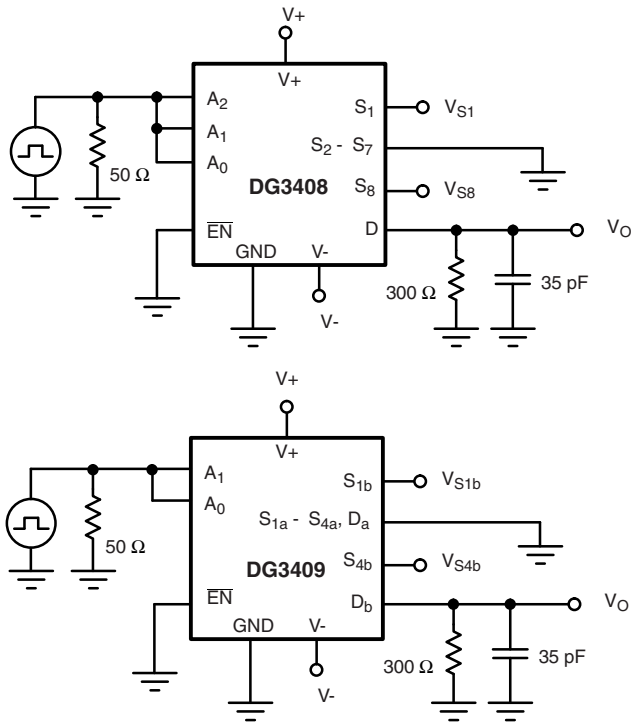 V+
V+
A2
A1
A0
S1
VS1
S2 - S7
50 Ω
DG3408
S8
VS8
EN
D
VO
GND
V-
300 Ω
35 pF
V-
V+
V+
A1
A0
S1b
VS1b
S1a - S4a, Da
50 Ω
DG3409
S4b
VS4b
EN
Db
VO
GND
V-
300 Ω
35 pF
V-